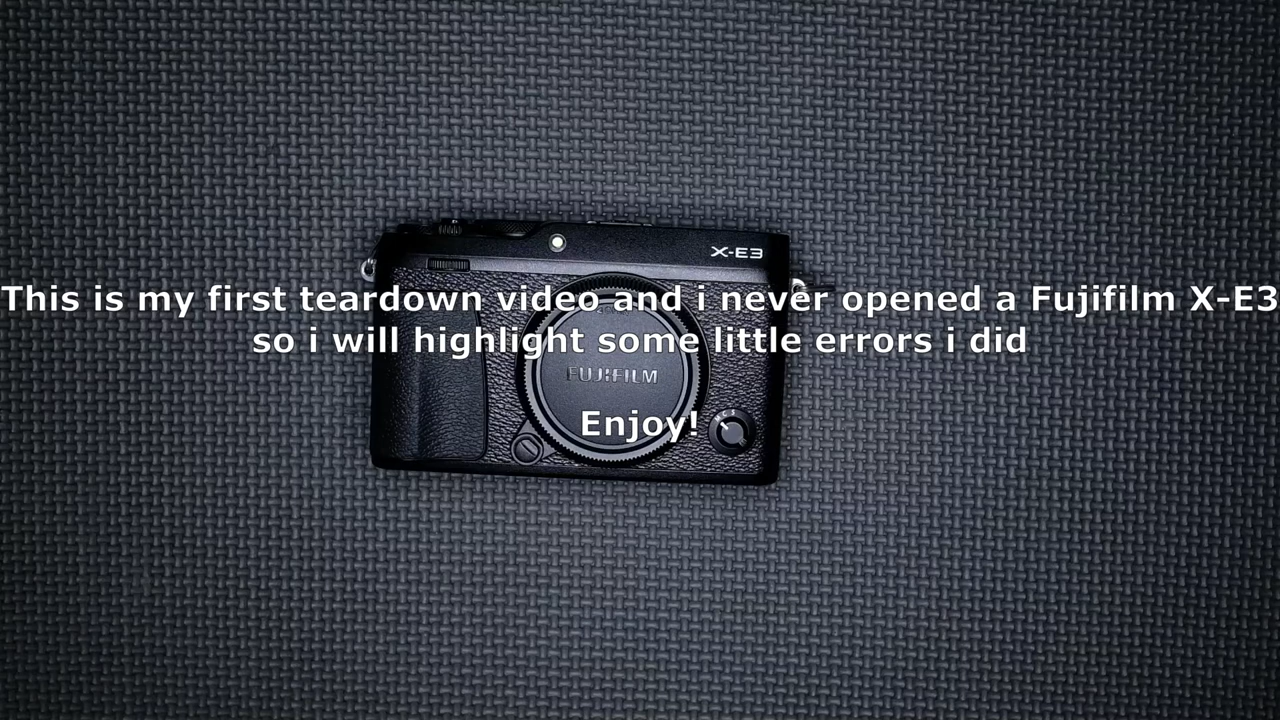 X-E3
This is my first teardown video and i never opened a Fujifilm X-E3
so i will highlight some little errors i did
FUJIFILM
Enjoy!
M C S